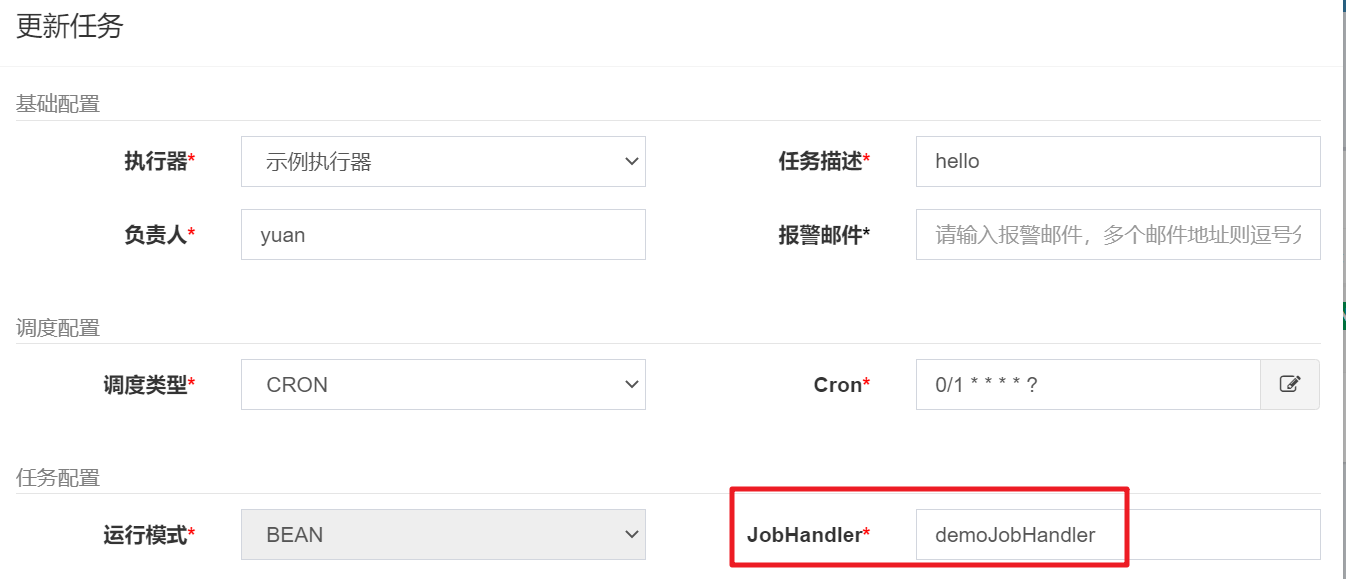 更新任务
基础配置
执行器* 示例执行器 任务描述* hello
负责人* yuan 报警邮件* 请输入报警邮件，多个邮件地址则逗号分
调度配置
调度类型* CRON Cron* 0/1 * * * * ?
任务配置
运行模式* BEAN JobHandler* demoJobHandler